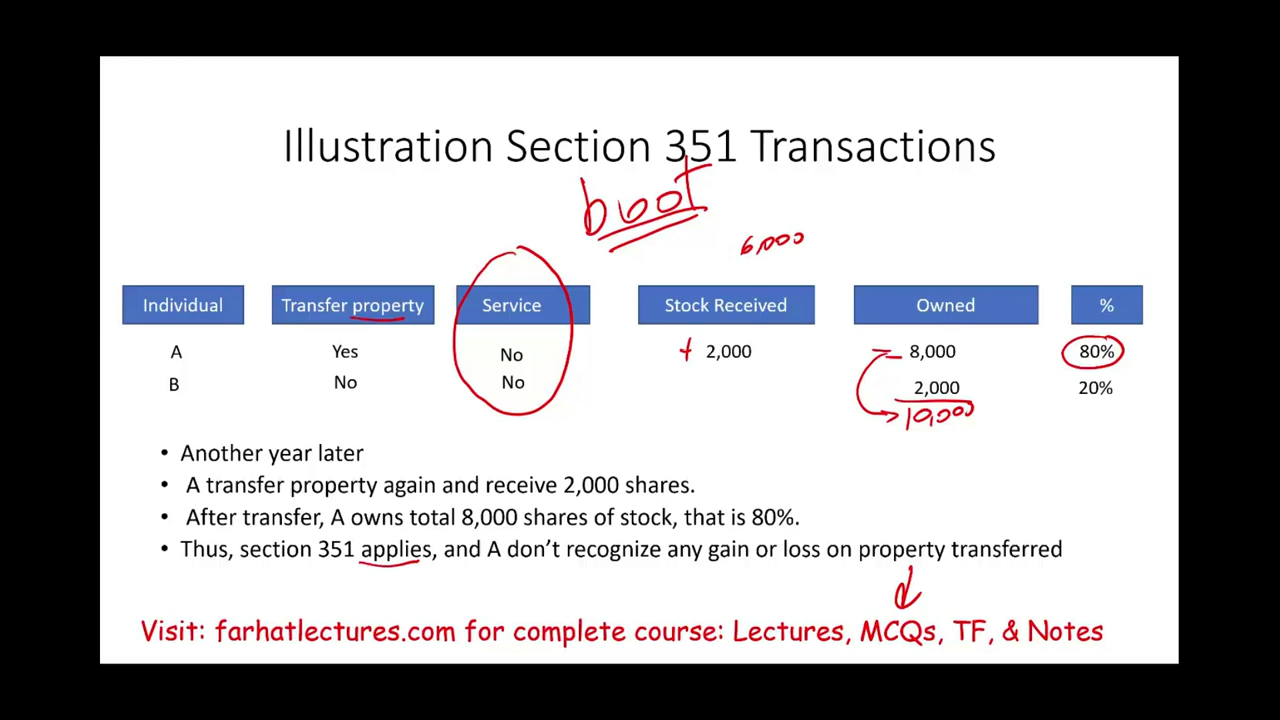 Illustration Section 351 Transactions
boot
6,000
Individual Transfer property Service Stock Received Owned %
A Yes No + 2,000 = 8,000 80%
B No No 2,000 20%
10,000
• Another year later
• A transfer property again and receive 2,000 shares.
• After transfer, A owns total 8,000 shares of stock, that is 80%.
• Thus, section 351 applies, and A don’t recognize any gain or loss on property transferred
Visit: farhatlectures.com for complete course: Lectures, MCQs, TF, & Notes